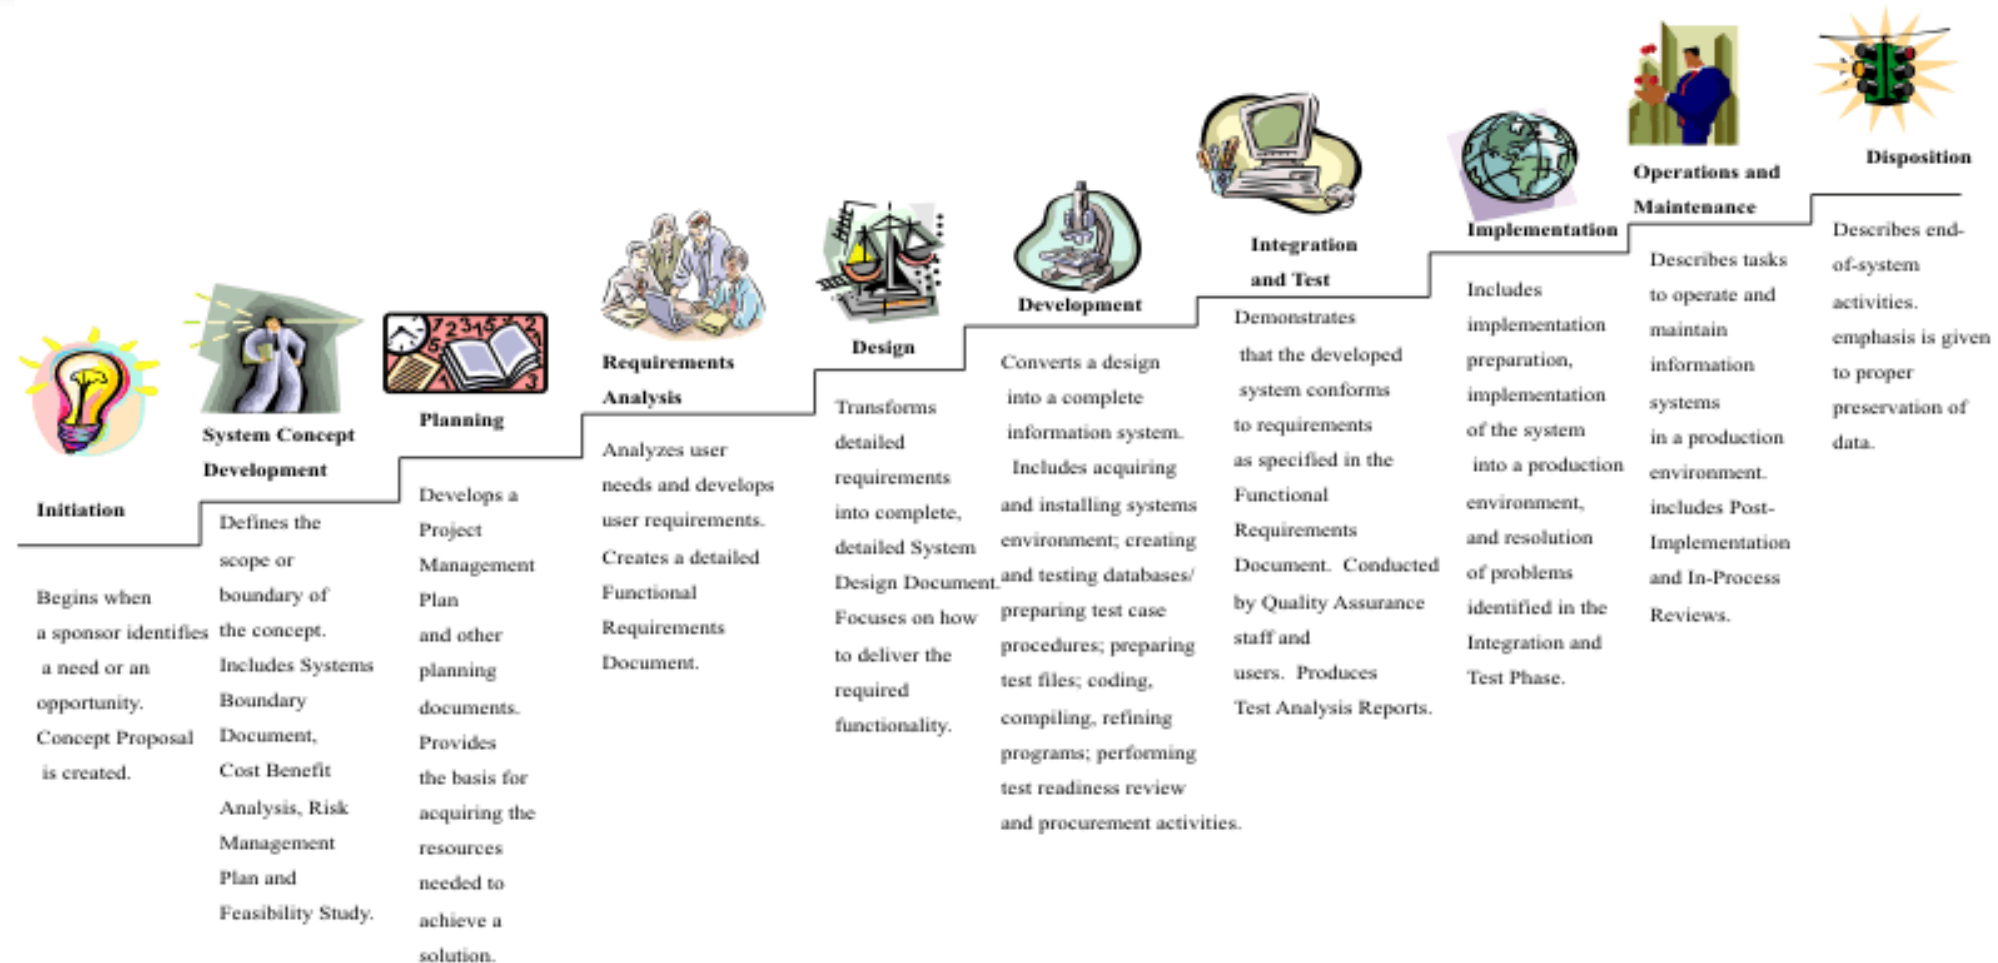 Initiation
Begins when
a sponsor identifies
a need or an
opportunity.
Concept Proposal
is created.
System Concept
Development
Defines the
scope or
boundary of
the concept.
Includes Systems
Boundary
Document,
Cost Benefit
Analysis, Risk
Management
Plan and
Feasibility Study.
Planning
Develops a
Project
Management
Plan
and other
planning
documents.
Provides
the basis for
acquiring the
resources
needed to
achieve a
solution.
Requirements
Analysis
Analyzes user
needs and develops
user requirements.
Creates a detailed
Functional
Requirements
Document.
Design
Transforms
detailed
requirements
into complete,
detailed System
Design Document.
Focuses on how
to deliver the
required
functionality.
Development
Converts a design
into a complete
information system.
Includes acquiring
and installing systems
environment; creating
and testing databases/
preparing test case
procedures; preparing
test files; coding,
compiling, refining
programs; performing
test readiness review
and procurement activities.
Integration
and Test
Demonstrates
that the developed
system conforms
to requirements
as specified in the
Functional
Requirements
Document. Conducted
by Quality Assurance
staff and
users. Produces
Test Analysis Reports.
Implementation
Includes
implementation
preparation,
implementation
of the system
into a production
environment,
and resolution
of problems
identified in the
Integration and
Test Phase.
Operations and
Maintenance
Describes tasks
to operate and
maintain
information
systems
in a production
environment.
includes Post-
Implementation
and In-Process
Reviews.
Disposition
Describes end-
of-system
activities.
emphasis is given
to proper
preservation of
data.